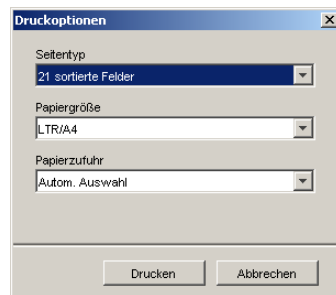 Druckoptionen
Seitentyp
21 sortierte Felder
Papiergröße
LTR/A4
Papierzufuhr
Autom. Auswahl
Drucken
Abbrechen